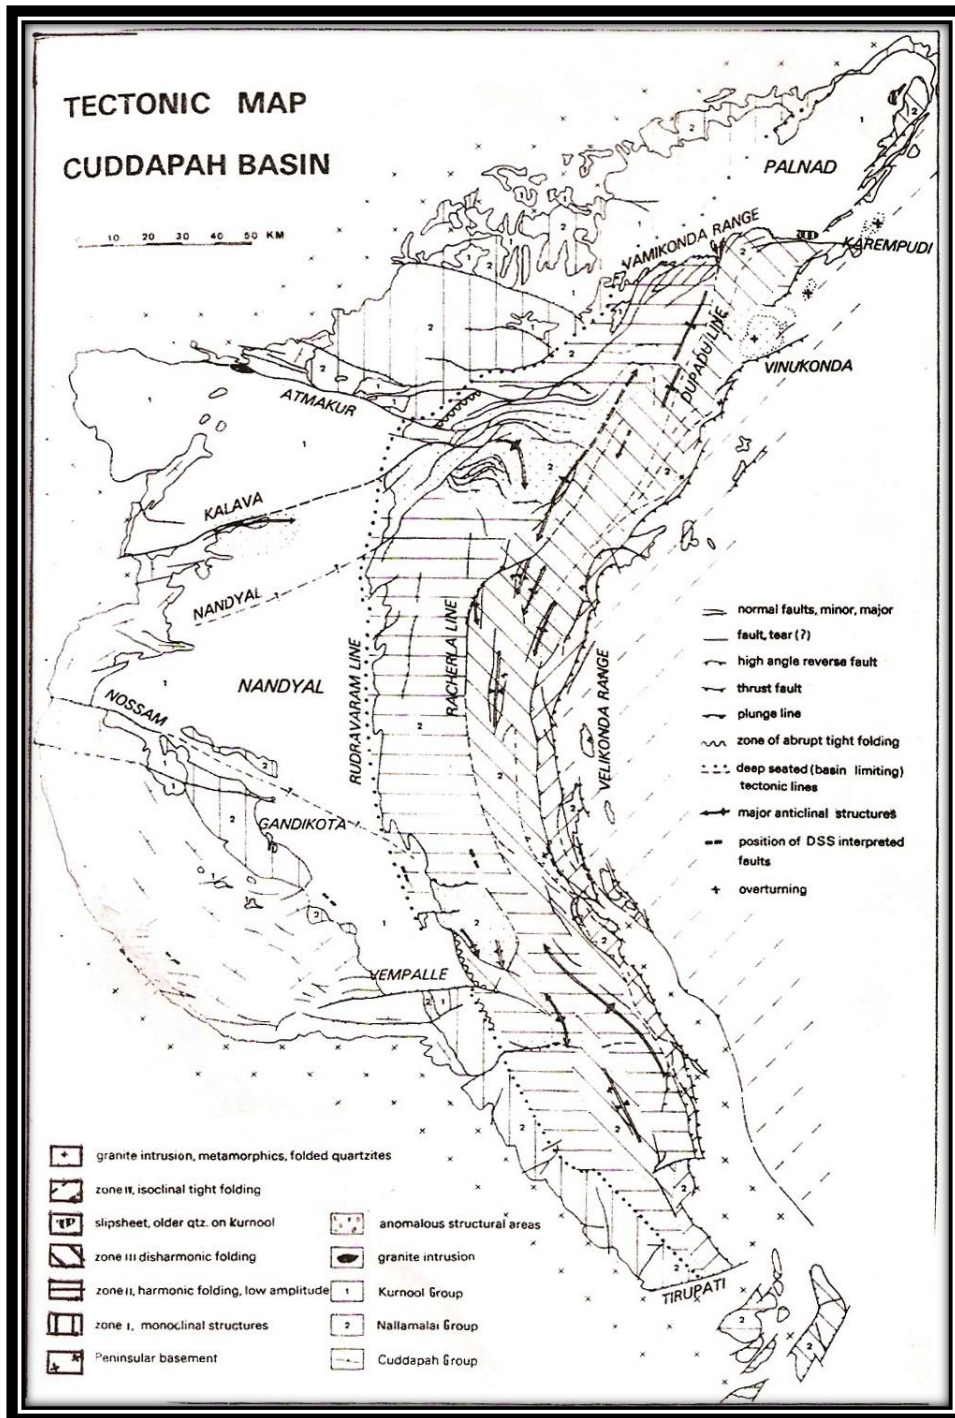 TECTONIC MAP
CUDDAPAH BASIN
10 20 30 40 50 KM
PALNAD
VAMIKONDA RANGE
KAREMPUDI
DUPADU LINE
VINUKONDA
ATMAKUR
KALAVA
NANDYAL
NOSSAM
NANDYAL
RUDRAVARAM LINE
RACHERLA LINE
VELIKONDA RANGE
GANDIKOTA
YEMPALLE
TIRUPATI
normal faults, minor, major
fault, tear (?)
high angle reverse fault
thrust fault
plunge line
zone of abrupt tight folding
deep seated (basin limiting)
tectonic lines
major anticlinal structures
position of DSS interpreted
faults
overturning
granite intrusion, metamorphics, folded quartzites
zone IV, isoclinal tight folding
slipsheet, older qtz. on kurnool
zone III disharmonic folding
zone II, harmonic folding, low amplitude
zone I, monoclinal structures
Peninsular basement
anomalous structural areas
granite intrusion
1 Kurnool Group
2 Nallamalai Group
Cuddapah Group